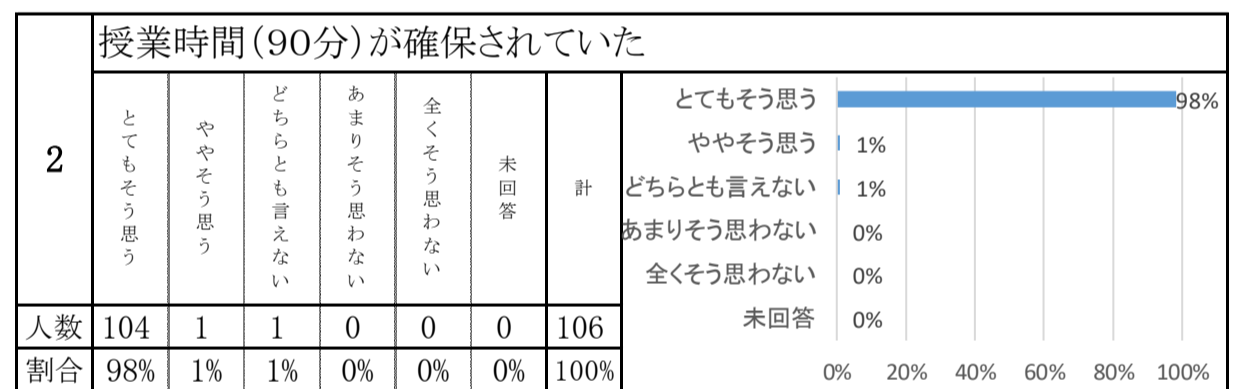 2
授業時間（90分）が確保されていた
とてもそう思う
ややそう思う
どちらとも言えない
あまりそう思わない
全くそう思わない
未回答
計
人数 104 1 1 0 0 0 106
割合 98% 1% 1% 0% 0% 0% 100%
とてもそう思う 98%
ややそう思う 1%
どちらとも言えない 1%
あまりそう思わない 0%
全くそう思わない 0%
未回答 0%
0% 20% 40% 60% 80% 100%